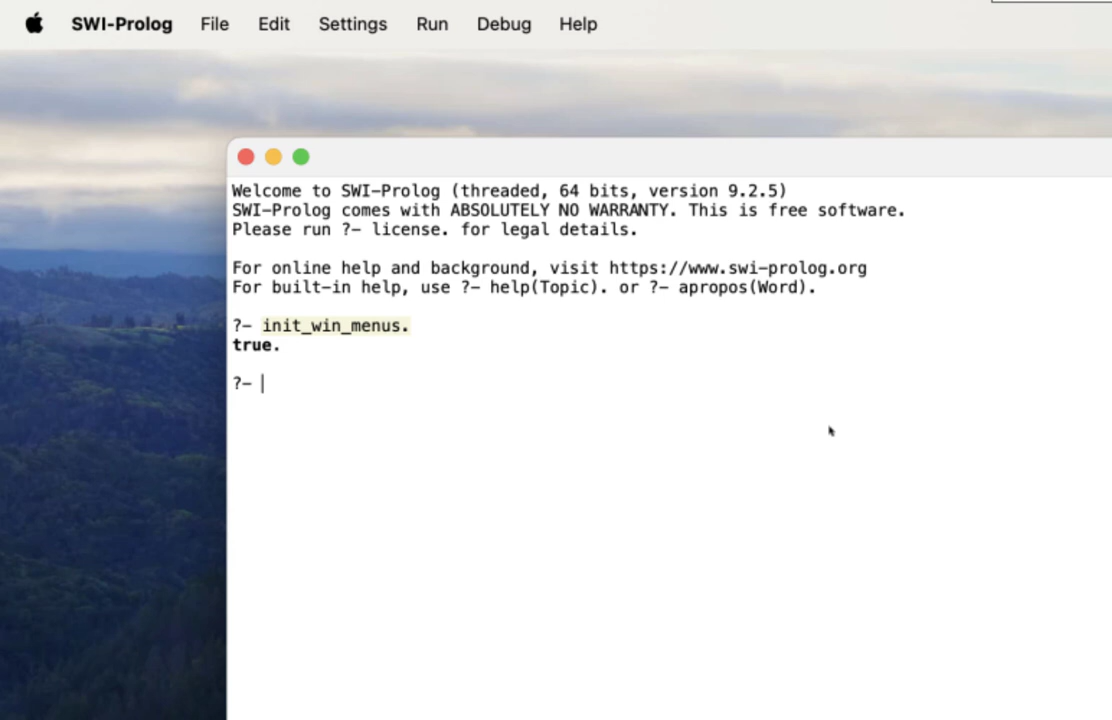 SWI-Prolog File Edit Settings Run Debug Help
Welcome to SWI-Prolog (threaded, 64 bits, version 9.2.5)
SWI-Prolog comes with ABSOLUTELY NO WARRANTY. This is free software.
Please run ?- license. for legal details.
For online help and background, visit https://www.swi-prolog.org
For built-in help, use ?- help(Topic). or ?- apropos(Word).
?- init_win_menus.
true.
?-